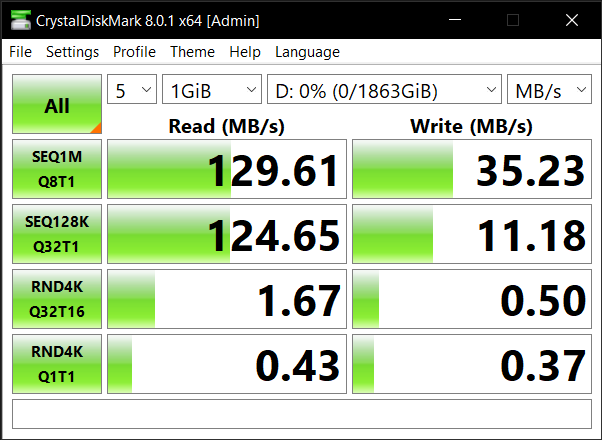 CrystalDiskMark 8.0.1 x64 [Admin]
File Settings Profile Theme Help Language
All 5 1GiB D: 0% (0/1863GiB) MB/s
Read (MB/s) Write (MB/s)
SEQ1M
Q8T1
129.61 35.23
SEQ128K
Q32T1
124.65 11.18
RND4K
Q32T16
1.67 0.50
RND4K
Q1T1
0.43 0.37